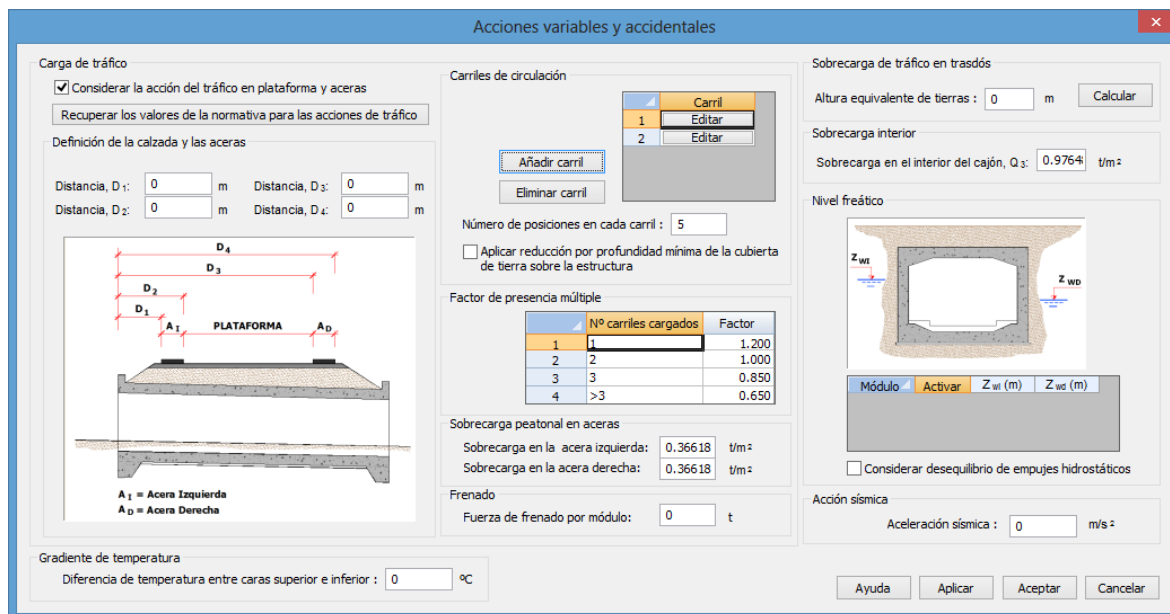 Acciones variables y accidentales
Carga de tráfico
Considerar la acción del tráfico en plataforma y aceras
Recuperar los valores de la normativa para las acciones de tráfico
Definición de la calzada y las aceras
Distancia, D1: 0 m Distancia, D3: 0 m
Distancia, D2: 0 m Distancia, D4: 0 m
D4
D3
D2
D1
AI PLATAFORMA AD
AI = Acera Izquierda
AD = Acera Derecha
Carriles de circulación
Carril
1 Editar
2 Editar
Añadir carril
Eliminar carril
Número de posiciones en cada carril : 5
Aplicar reducción por profundidad mínima de la cubierta
de tierra sobre la estructura
Factor de presencia múltiple
Nº carriles cargados Factor
1 1 1.200
2 2 1.000
3 3 0.850
4 >3 0.650
Sobrecarga peatonal en aceras
Sobrecarga en la acera izquierda: 0.36618 t/m2
Sobrecarga en la acera derecha: 0.36618 t/m2
Frenado
Fuerza de frenado por módulo: 0 t
Sobrecarga de tráfico en trasdós
Altura equivalente de tierras : 0 m Calcular
Sobrecarga interior
Sobrecarga en el interior del cajón, Q3: 0.9764 t/m2
Nivel freático
ZWI
ZWD
Módulo Activar Zwi (m) Zwd (m)
Considerar desequilibrio de empujes hidrostáticos
Acción sísmica
Aceleración sísmica : 0 m/s2
Gradiente de temperatura
Diferencia de temperatura entre caras superior e inferior : 0 ºC
Ayuda Aplicar Aceptar Cancelar